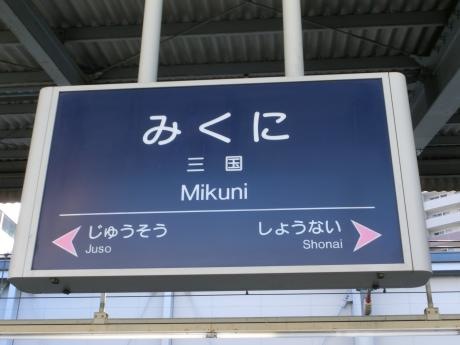 みくに
三国
Mikuni
じゅうそう しょうない
Juso Shonai